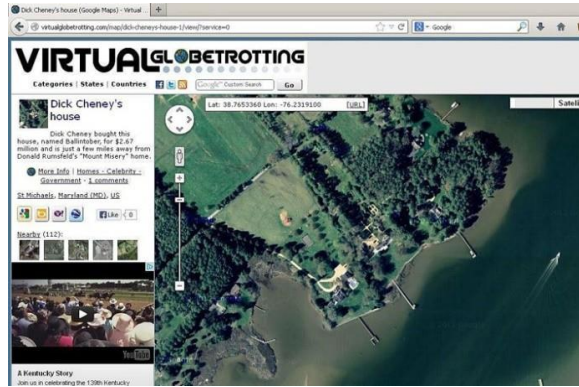 Dick Cheney's house (Google Maps) - Virtual ...
virtualglobetrotting.com/map/dick-cheneys-house-1/view/?service=0
Google
VIRTUALGLOBETROTTING
Categories | States | Countries
Google™ Custom Search
Go
Dick Cheney's
house
Dick Cheney bought this
house, named Ballintober, for $2.67
million and is just a few miles away from
Donald Rumsfeld's "Mount Misery" home.
More Info | Homes - Celebrity -
Government - 1 comments
St Michaels, Maryland (MD), US
Like 0
Nearby (112):
YouTube
A Kentucky Story
Join us in celebrating the 139th Kentucky
Lat: 38.7653360 Lon: -76.2319100 [URL]
Satell